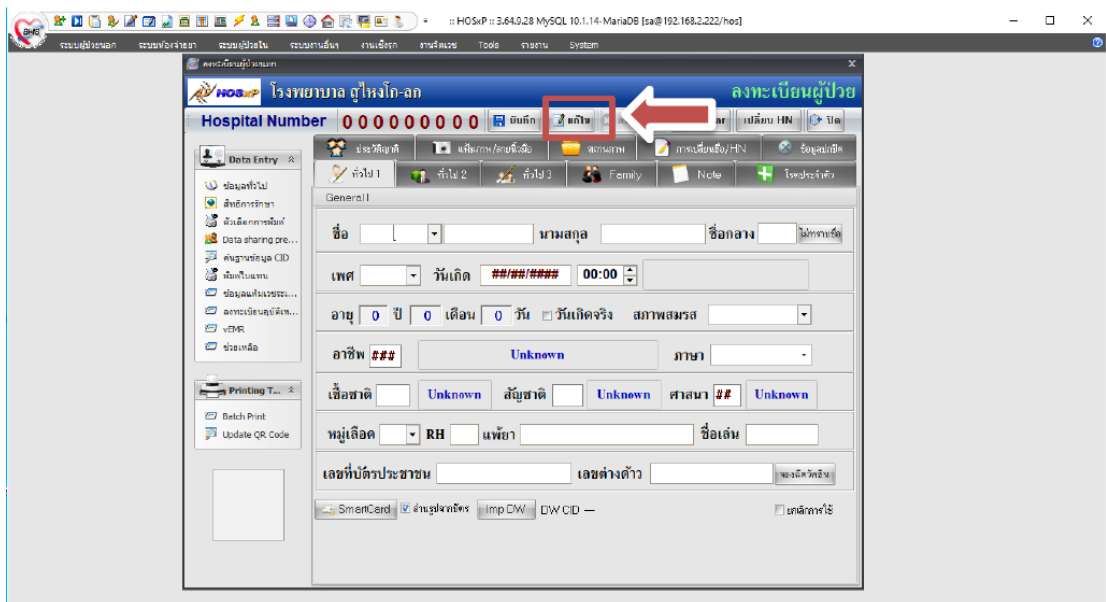 :: HOSxP :: 3.64.9.28 MySQL 10.1.14-MariaDB [sa@192.168.2.222/hos]
BMS ระบบผู้ป่วยนอก ระบบห้องจ่ายยา ระบบผู้ป่วยใน ระบบงานอื่นๆ งานเชิงรุก งานจิตเวช Tools รายงาน System
ลงทะเบียนผู้ป่วยนอก x
HOSxP โรงพยาบาล สุไหงโก-ลก ลงทะเบียนผู้ป่วย
Hospital Number 000000000 บันทึก แก้ไข ar เปลี่ยน HN ปิด
Data Entry
ข้อมูลทั่วไป
สิทธิการรักษา
ตัวเลือกการพิมพ์
Data sharing pre...
ค้นฐานข้อมูล CID
พิมพ์ใบแทน
ข้อมูลแฟ้มเวชระเ...
ลงทะเบียนอุบัติเห...
vEMR
ช่วยเหลือ
Printing T...
Batch Print
Update QR Code
ประวัติญาติ แฟ้มภาพ/ลายนิ้วมือ สถานภาพ การเปลี่ยนชื่อ/HN ข้อมูลปกปิด
ทั่วไป 1 ทั่วไป 2 ทั่วไป 3 Family Note โรคประจำตัว
General I
ชื่อ นามสกุล ชื่อกลาง ไม่ทราบชื่อ
เพศ วันเกิด ##/##/#### 00:00
อายุ 0 ปี 0 เดือน 0 วัน วันเกิดจริง สภาพสมรส
อาชีพ ### Unknown ภาษา
เชื้อชาติ Unknown สัญชาติ Unknown ศาสนา ## Unknown
หมู่เลือด RH แพ้ยา ชื่อเล่น
เลขที่บัตรประชาชน เลขต่างด้าว จองฉีดวัคซีน
SmartCard อ่านรูปจากบัตร Imp DW DW CID — ยกเลิกการใช้